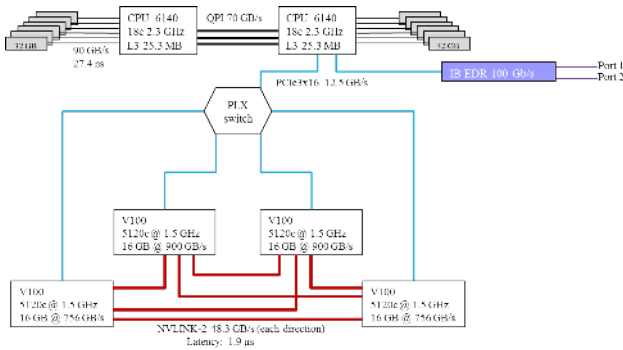 CPU 6140
18c 2.3 GHz
L3 25.3 MB
QPI 70 GB/s
CPU 6140
18c 2.3 GHz
L3 25.3 MB
32 GB
32 GB
90 GB/s
27.4 ns
PCIe3x16 12.5 GB/s
IB EDR 100 Gb/s
Port 1
Port 2
PLX
switch
V100
5120c @ 1.5 GHz
16 GB @ 900 GB/s
V100
5120c @ 1.5 GHz
16 GB @ 900 GB/s
V100
5120c @ 1.5 GHz
16 GB @ 756 GB/s
V100
5120c @ 1.5 GHz
16 GB @ 756 GB/s
NVLINK-2 48.3 GB/s (each direction)
Latency: 1.9 µs